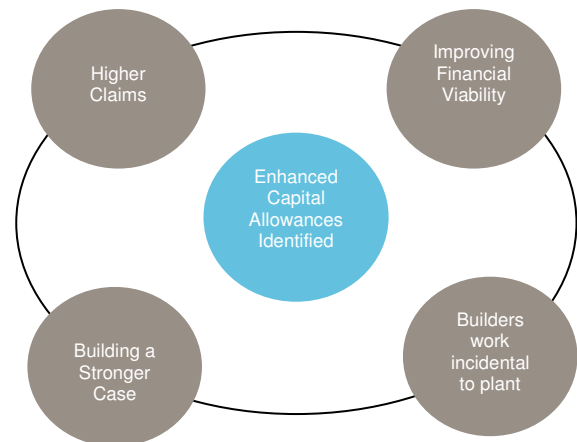 Higher
Claims
Improving
Financial
Viability
Enhanced
Capital
Allowances
Identified
Building a
Stronger
Case
Builders
work
incidental
to plant